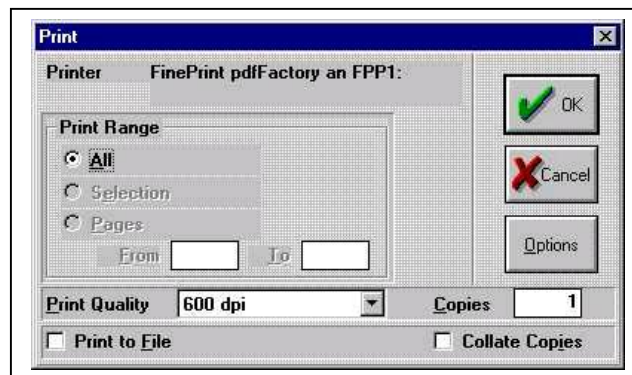 Print
Printer FinePrint pdfFactory an FPP1:
OK
Print Range
All
Cancel
Selection
Pages
From To
Options
Print Quality 600 dpi Copies 1
Print to File Collate Copies